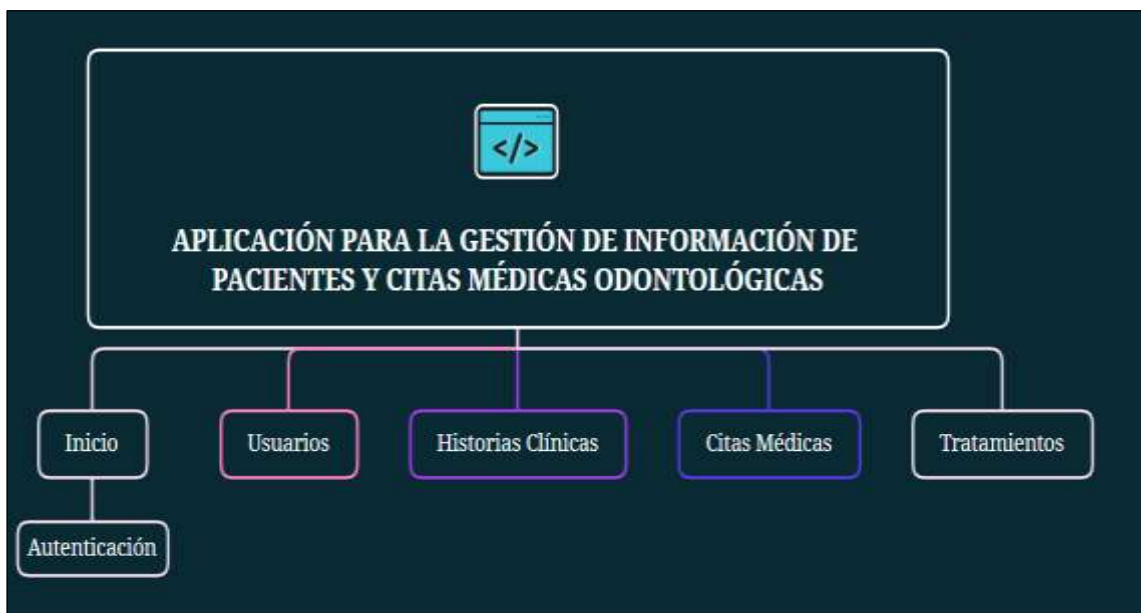 </>
APLICACIÓN PARA LA GESTIÓN DE INFORMACIÓN DE
PACIENTES Y CITAS MÉDICAS ODONTOLÓGICAS
Inicio
Usuarios
Historias Clínicas
Citas Médicas
Tratamientos
Autenticación